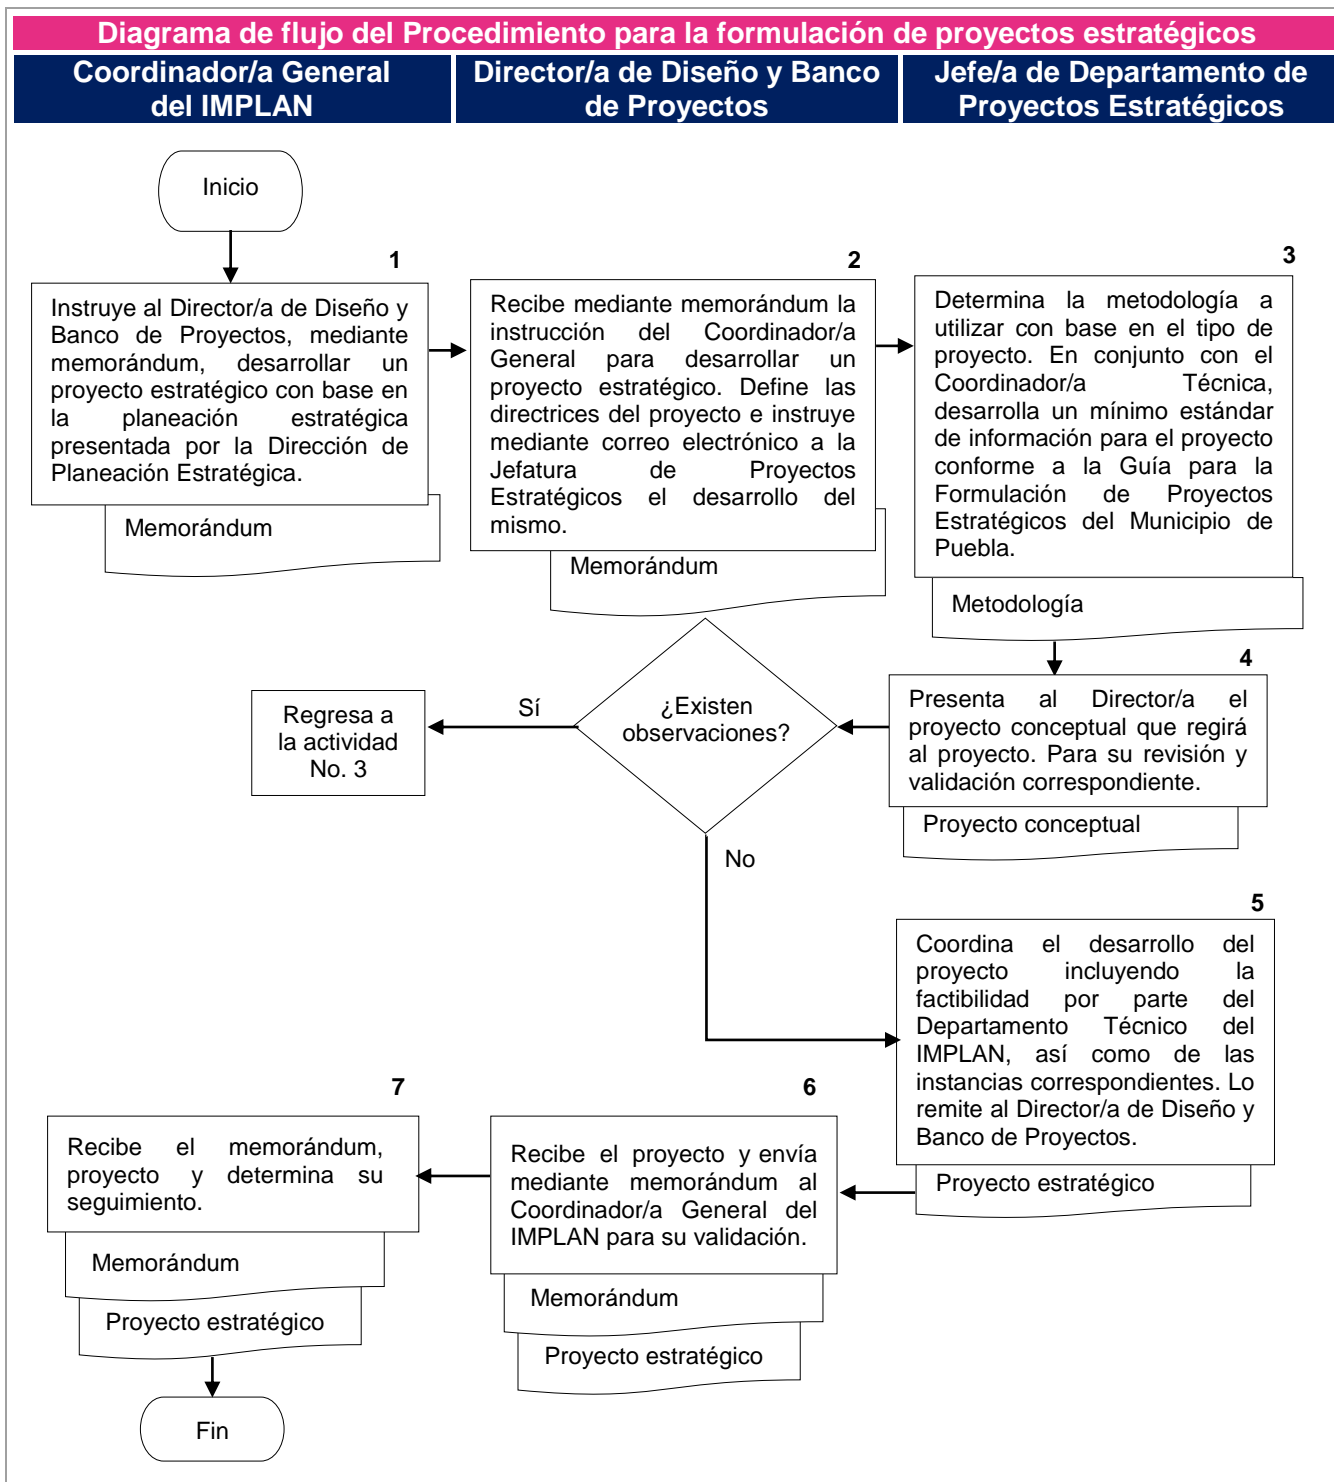 Diagrama de flujo del Procedimiento para la formulación de proyectos estratégicos
Coordinador/a General
del IMPLAN
Director/a de Diseño y Banco
de Proyectos
Jefe/a de Departamento de
Proyectos Estratégicos
Inicio
1
Instruye al Director/a de Diseño y
Banco de Proyectos, mediante
memorándum, desarrollar un
proyecto estratégico con base en
la planeación estratégica
presentada por la Dirección de
Planeación Estratégica.
Memorándum
2
Recibe mediante memorándum la
instrucción del Coordinador/a
General para desarrollar un
proyecto estratégico. Define las
directrices del proyecto e instruye
mediante correo electrónico a la
Jefatura de Proyectos
Estratégicos el desarrollo del
mismo.
Memorándum
3
Determina la metodología a
utilizar con base en el tipo de
proyecto. En conjunto con el
Coordinador/a Técnica,
desarrolla un mínimo estándar
de información para el proyecto
conforme a la Guía para la
Formulación de Proyectos
Estratégicos del Municipio de
Puebla.
Metodología
4
Presenta al Director/a el
proyecto conceptual que regirá
al proyecto. Para su revisión y
validación correspondiente.
Proyecto conceptual
¿Existen
observaciones?
Sí
Regresa a
la actividad
No. 3
No
5
Coordina el desarrollo del
proyecto incluyendo la
factibilidad por parte del
Departamento Técnico del
IMPLAN, así como de las
instancias correspondientes. Lo
remite al Director/a de Diseño y
Banco de Proyectos.
Proyecto estratégico
6
Recibe el proyecto y envía
mediante memorándum al
Coordinador/a General del
IMPLAN para su validación.
Memorándum
Proyecto estratégico
7
Recibe el memorándum,
proyecto y determina su
seguimiento.
Memorándum
Proyecto estratégico
Fin